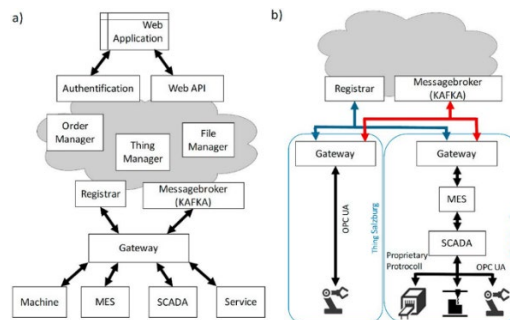 a)
Web
Application
Authentification
Web API
Order
Manager
Thing
Manager
File
Manager
Registrar
Messagebroker
(KAFKA)
Gateway
Machine
MES
SCADA
Service
b)
Registrar
Messagebroker
(KAFKA)
Gateway
Gateway
OPC UA
Thing Salzburg
MES
SCADA
Proprietary
Protrocoll
OPC UA